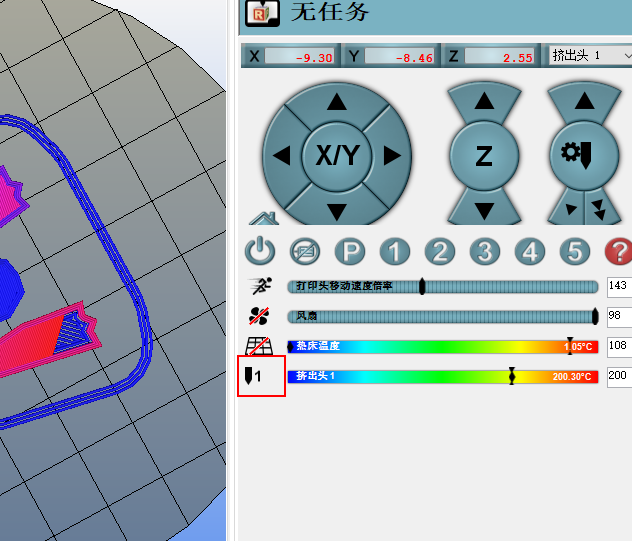 无任务
X -9.30 Y -8.46 Z 2.55 挤出头 1
X/Y Z
P 1 2 3 4 5 ?
打印头移动速度倍率 143
风扇 98
热床温度 1.05°C 108
1 挤出头1 200.30°C 200